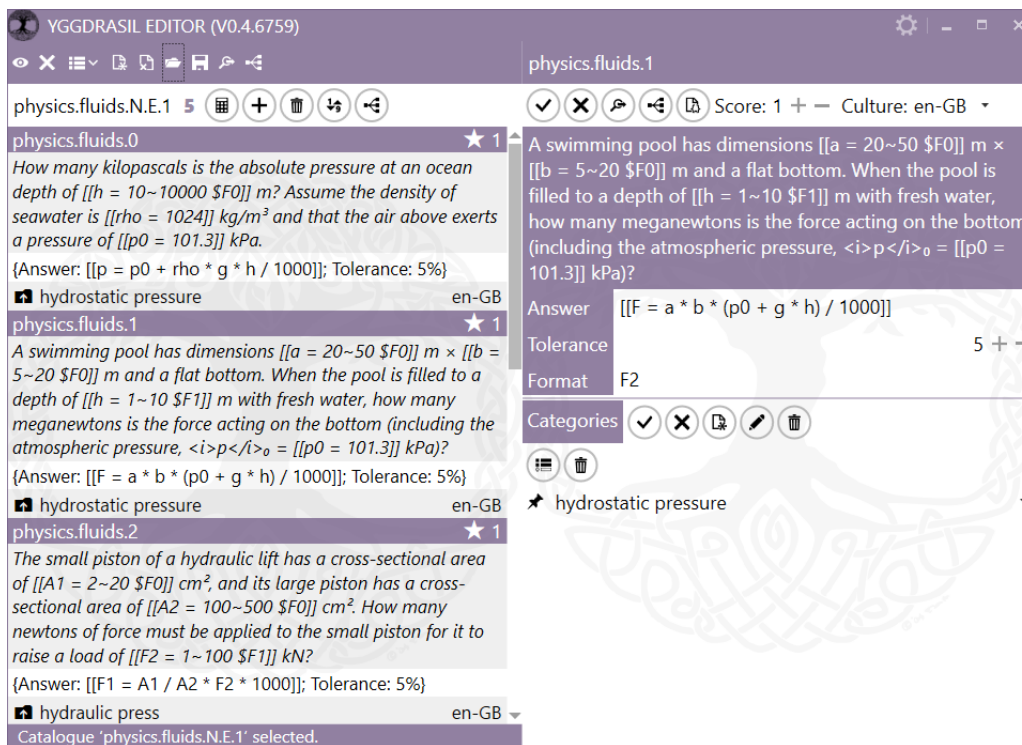 YGGDRASIL EDITOR (V0.4.6759)
physics.fluids.N.E.1 5
physics.fluids.0 1
How many kilopascals is the absolute pressure at an ocean
depth of [[h = 10~10000 $F0]] m? Assume the density of
seawater is [[rho = 1024]] kg/m³ and that the air above exerts
a pressure of [[p0 = 101.3]] kPa.
{Answer: [[p = p0 + rho * g * h / 1000]]; Tolerance: 5%}
hydrostatic pressure en-GB
physics.fluids.1 1
A swimming pool has dimensions [[a = 20~50 $F0]] m × [[b =
5~20 $F0]] m and a flat bottom. When the pool is filled to a
depth of [[h = 1~10 $F1]] m with fresh water, how many
meganewtons is the force acting on the bottom (including the
atmospheric pressure, <i>p</i>₀ = [[p0 = 101.3]] kPa)?
{Answer: [[F = a * b * (p0 + g * h) / 1000]]; Tolerance: 5%}
hydrostatic pressure en-GB
physics.fluids.2 1
The small piston of a hydraulic lift has a cross-sectional area
of [[A1 = 2~20 $F0]] cm², and its large piston has a cross-
sectional area of [[A2 = 100~500 $F0]] cm². How many
newtons of force must be applied to the small piston for it to
raise a load of [[F2 = 1~100 $F1]] kN?
{Answer: [[F1 = A1 / A2 * F2 * 1000]]; Tolerance: 5%}
hydraulic press en-GB
Catalogue 'physics.fluids.N.E.1' selected.
physics.fluids.1
Score: 1 + − Culture: en-GB
A swimming pool has dimensions [[a = 20~50 $F0]] m ×
[[b = 5~20 $F0]] m and a flat bottom. When the pool is
filled to a depth of [[h = 1~10 $F1]] m with fresh water,
how many meganewtons is the force acting on the bottom
(including the atmospheric pressure, <i>p</i>₀ = [[p0 =
101.3]] kPa)?
Answer [[F = a * b * (p0 + g * h) / 1000]]
Tolerance 5 + −
Format F2
Categories
hydrostatic pressure